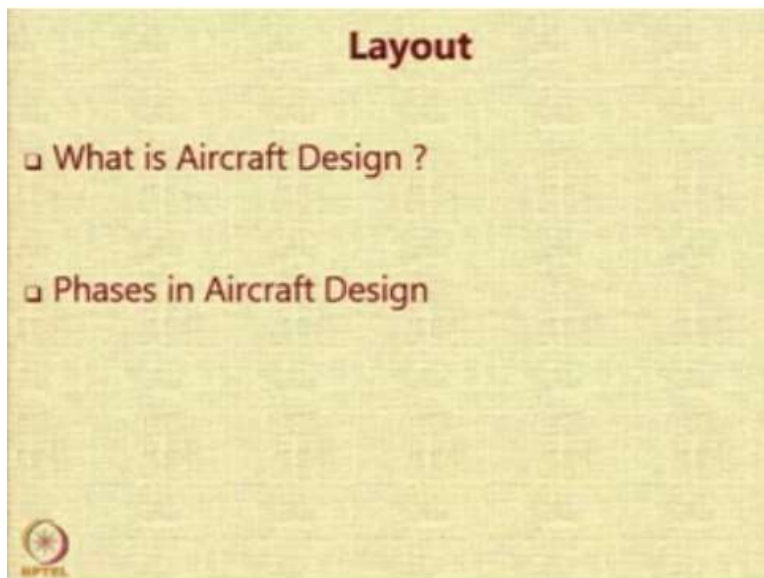 Layout
What is Aircraft Design ?
Phases in Aircraft Design
NPTEL